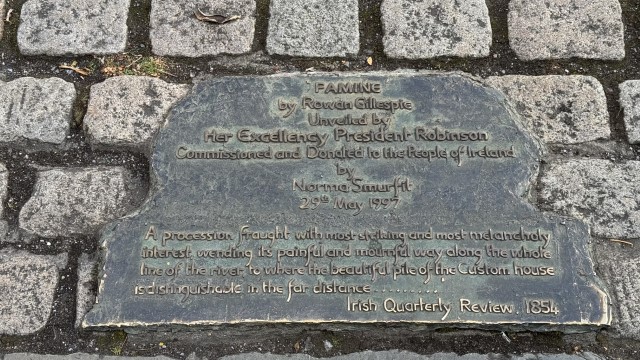 FAMINE
by Rowan Gillespie
Unveiled by
Her Excellency President Robinson
Commissioned and Donated to the People of Ireland
by
Norma Smurfit
29th May 1997
A procession fraught with most striking and most melancholy
interest, wending its painful and mournful way along the whole
line of the river to where the beautiful pile of the Custom house
is distinguishable in the far distance..........
Irish Quarterly Review, 1854